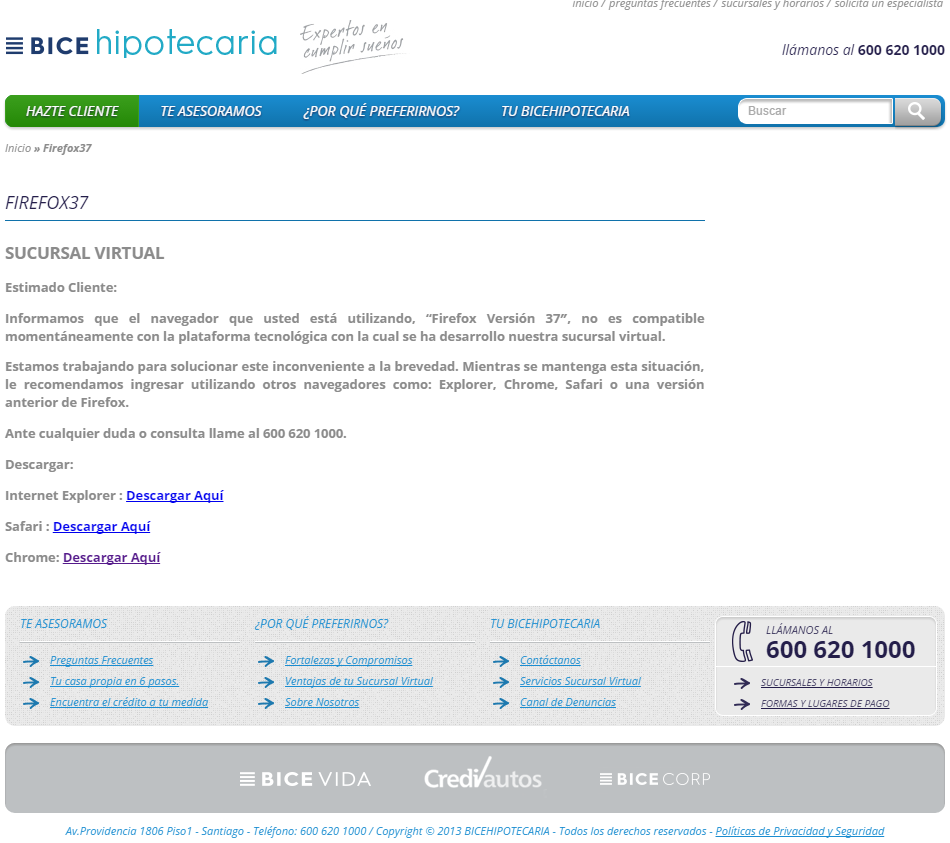 inicio / preguntas frecuentes / sucursales y horarios / solicita un especialista
BICE hipotecaria
Expertos en
cumplir sueños
llámanos al 600 620 1000
HAZTE CLIENTE TE ASESORAMOS ¿POR QUÉ PREFERIRNOS? TU BICEHIPOTECARIA Buscar
Inicio » Firefox37
FIREFOX37
SUCURSAL VIRTUAL
Estimado Cliente:
Informamos que el navegador que usted está utilizando, “Firefox Versión 37″, no es compatible
momentáneamente con la plataforma tecnológica con la cual se ha desarrollo nuestra sucursal virtual.
Estamos trabajando para solucionar este inconveniente a la brevedad. Mientras se mantenga esta situación,
le recomendamos ingresar utilizando otros navegadores como: Explorer, Chrome, Safari o una versión
anterior de Firefox.
Ante cualquier duda o consulta llame al 600 620 1000.
Descargar:
Internet Explorer : Descargar Aquí
Safari : Descargar Aquí
Chrome: Descargar Aquí
TE ASESORAMOS
Preguntas Frecuentes
Tu casa propia en 6 pasos.
Encuentra el crédito a tu medida
¿POR QUÉ PREFERIRNOS?
Fortalezas y Compromisos
Ventajas de tu Sucursal Virtual
Sobre Nosotros
TU BICEHIPOTECARIA
Contáctanos
Servicios Sucursal Virtual
Canal de Denuncias
LLÁMANOS AL
600 620 1000
SUCURSALES Y HORARIOS
FORMAS Y LUGARES DE PAGO
BICE VIDA Credi/autos BICE CORP
Av.Providencia 1806 Piso1 - Santiago - Teléfono: 600 620 1000 / Copyright © 2013 BICEHIPOTECARIA - Todos los derechos reservados - Políticas de Privacidad y Seguridad